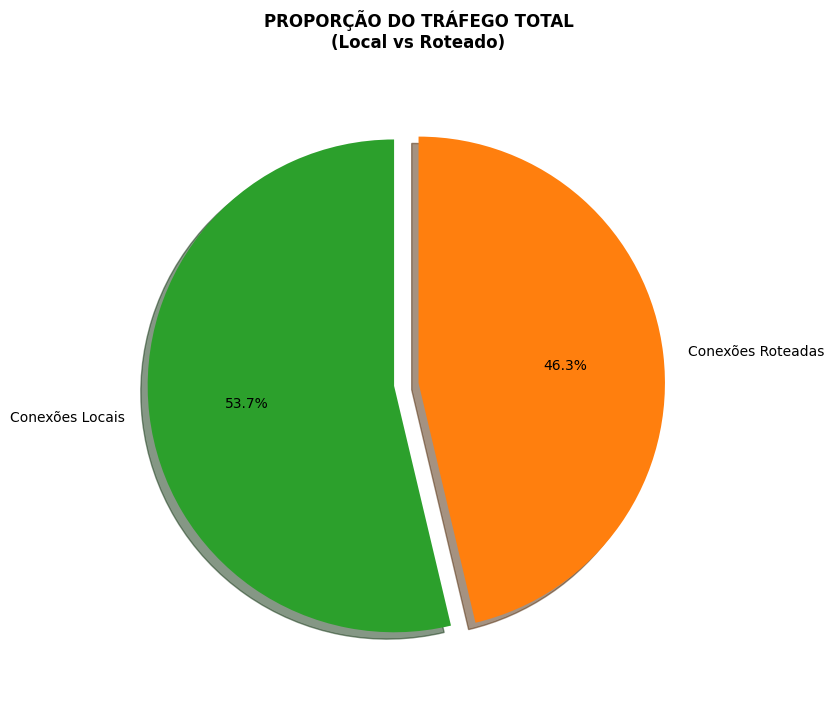 PROPORÇÃO DO TRÁFEGO TOTAL
(Local vs Roteado)
Conexões Roteadas
46.3%
53.7%
Conexões Locais